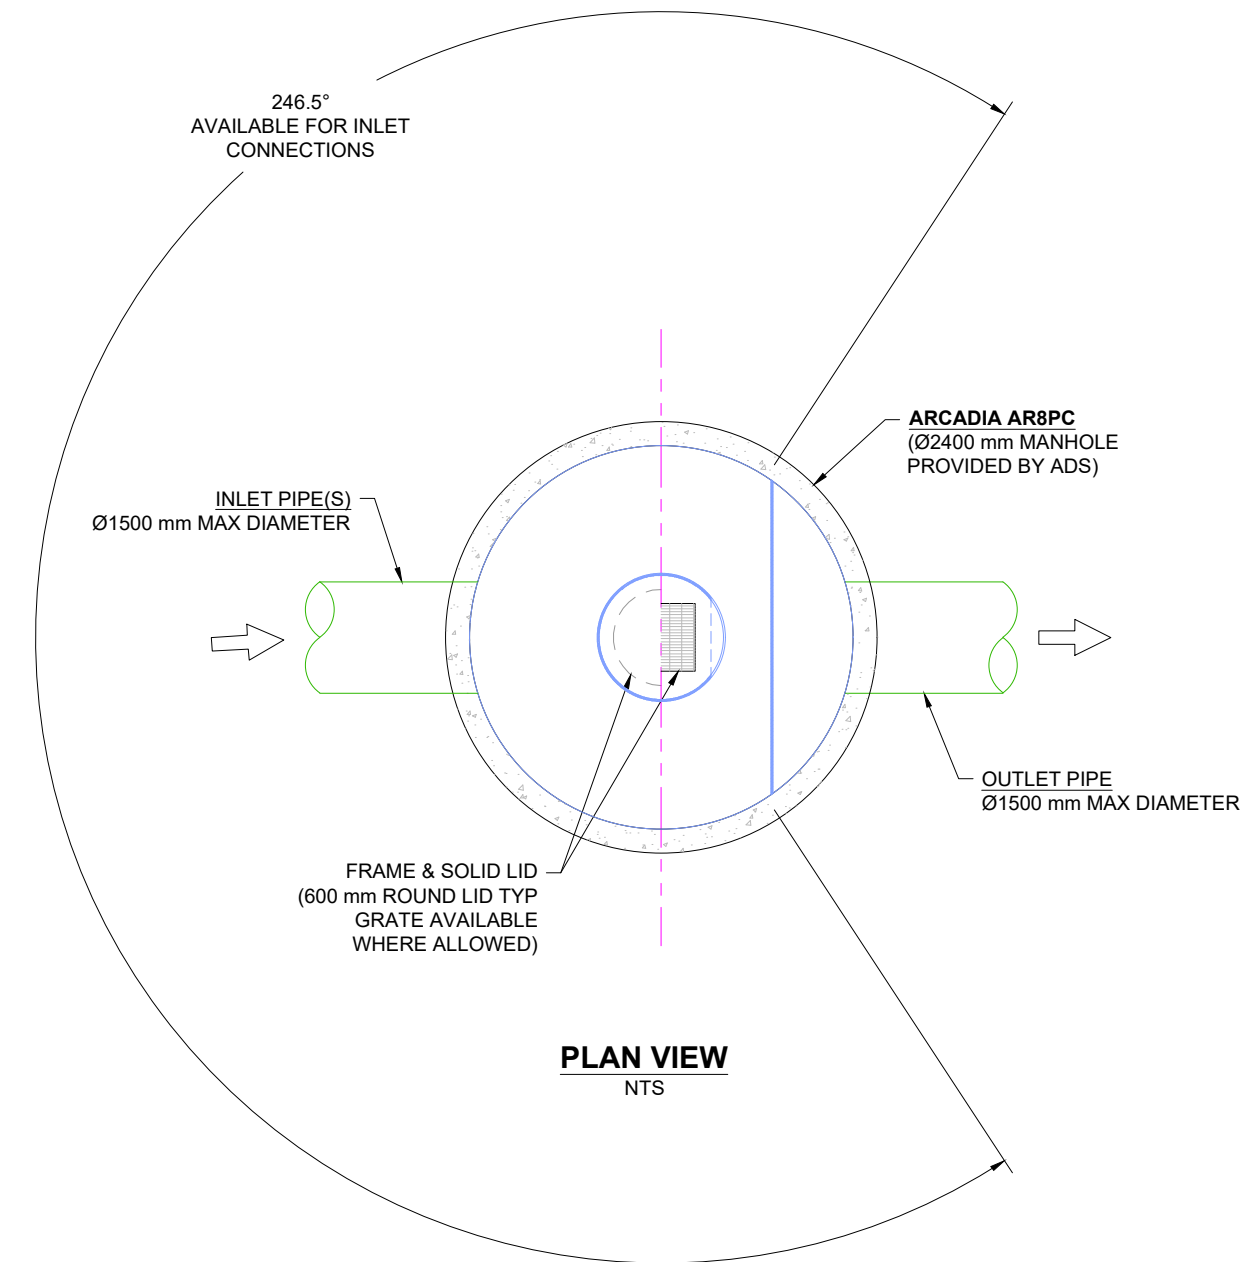 246.5°
AVAILABLE FOR INLET
CONNECTIONS
ARCADIA AR8PC
(Ø2400 mm MANHOLE
PROVIDED BY ADS)
INLET PIPE(S)
Ø1500 mm MAX DIAMETER
OUTLET PIPE
Ø1500 mm MAX DIAMETER
FRAME & SOLID LID
(600 mm ROUND LID TYP
GRATE AVAILABLE
WHERE ALLOWED)
PLAN VIEW
NTS